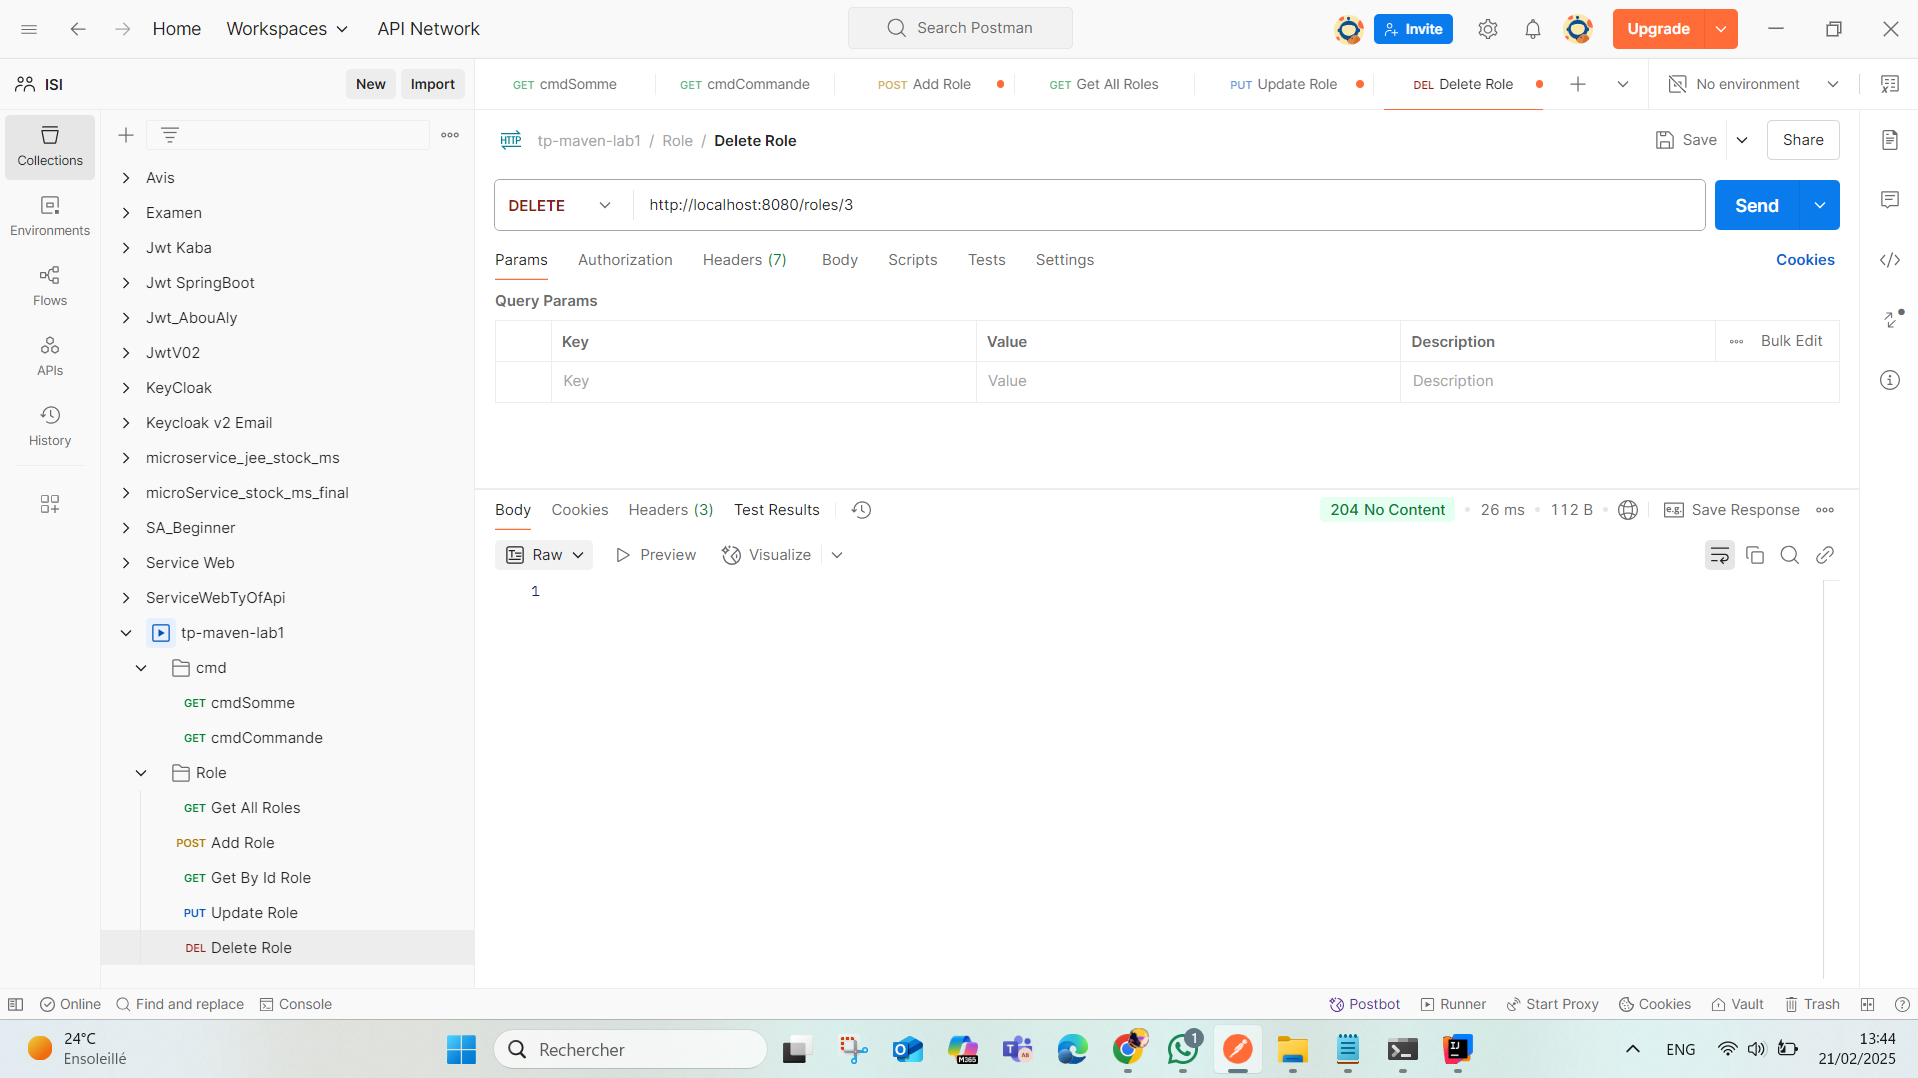 Home
Workspaces
API Network
Search Postman
Invite
Upgrade
ISI
New
Import
GET cmdSomme
GET cmdCommande
POST Add Role
GET Get All Roles
PUT Update Role
DEL Delete Role
No environment
Collections
Environments
Flows
APIs
History
Avis
Examen
Jwt Kaba
Jwt SpringBoot
Jwt_AbouAly
JwtV02
KeyCloak
Keycloak v2 Email
microservice_jee_stock_ms
microService_stock_ms_final
SA_Beginner
Service Web
ServiceWebTyOfApi
tp-maven-lab1
cmd
GET cmdSomme
GET cmdCommande
Role
GET Get All Roles
POST Add Role
GET Get By Id Role
PUT Update Role
DEL Delete Role
HTTP tp-maven-lab1 / Role / Delete Role
Save
Share
DELETE
http://localhost:8080/roles/3
Send
Params
Authorization
Headers (7)
Body
Scripts
Tests
Settings
Cookies
Query Params
Key
Value
Description
Bulk Edit
Key
Value
Description
Body
Cookies
Headers (3)
Test Results
204 No Content
26 ms
112 B
e.g. Save Response
Raw
Preview
Visualize
1
Online
Find and replace
Console
Postbot
Runner
Start Proxy
Cookies
Vault
Trash
24°C
Ensoleillé
Rechercher
M365
1
ENG
13:44
21/02/2025